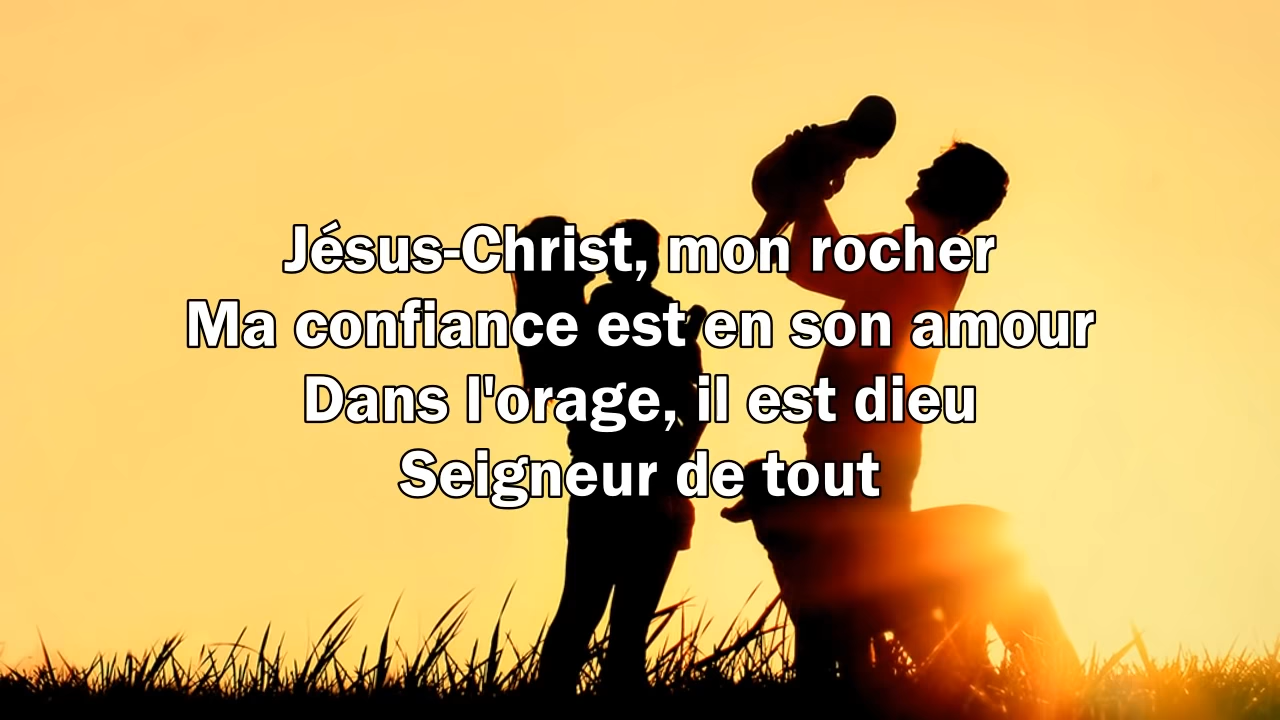 Jésus-Christ, mon rocher
Ma confiance est en son amour
Dans l'orage, il est dieu
Seigneur de tout